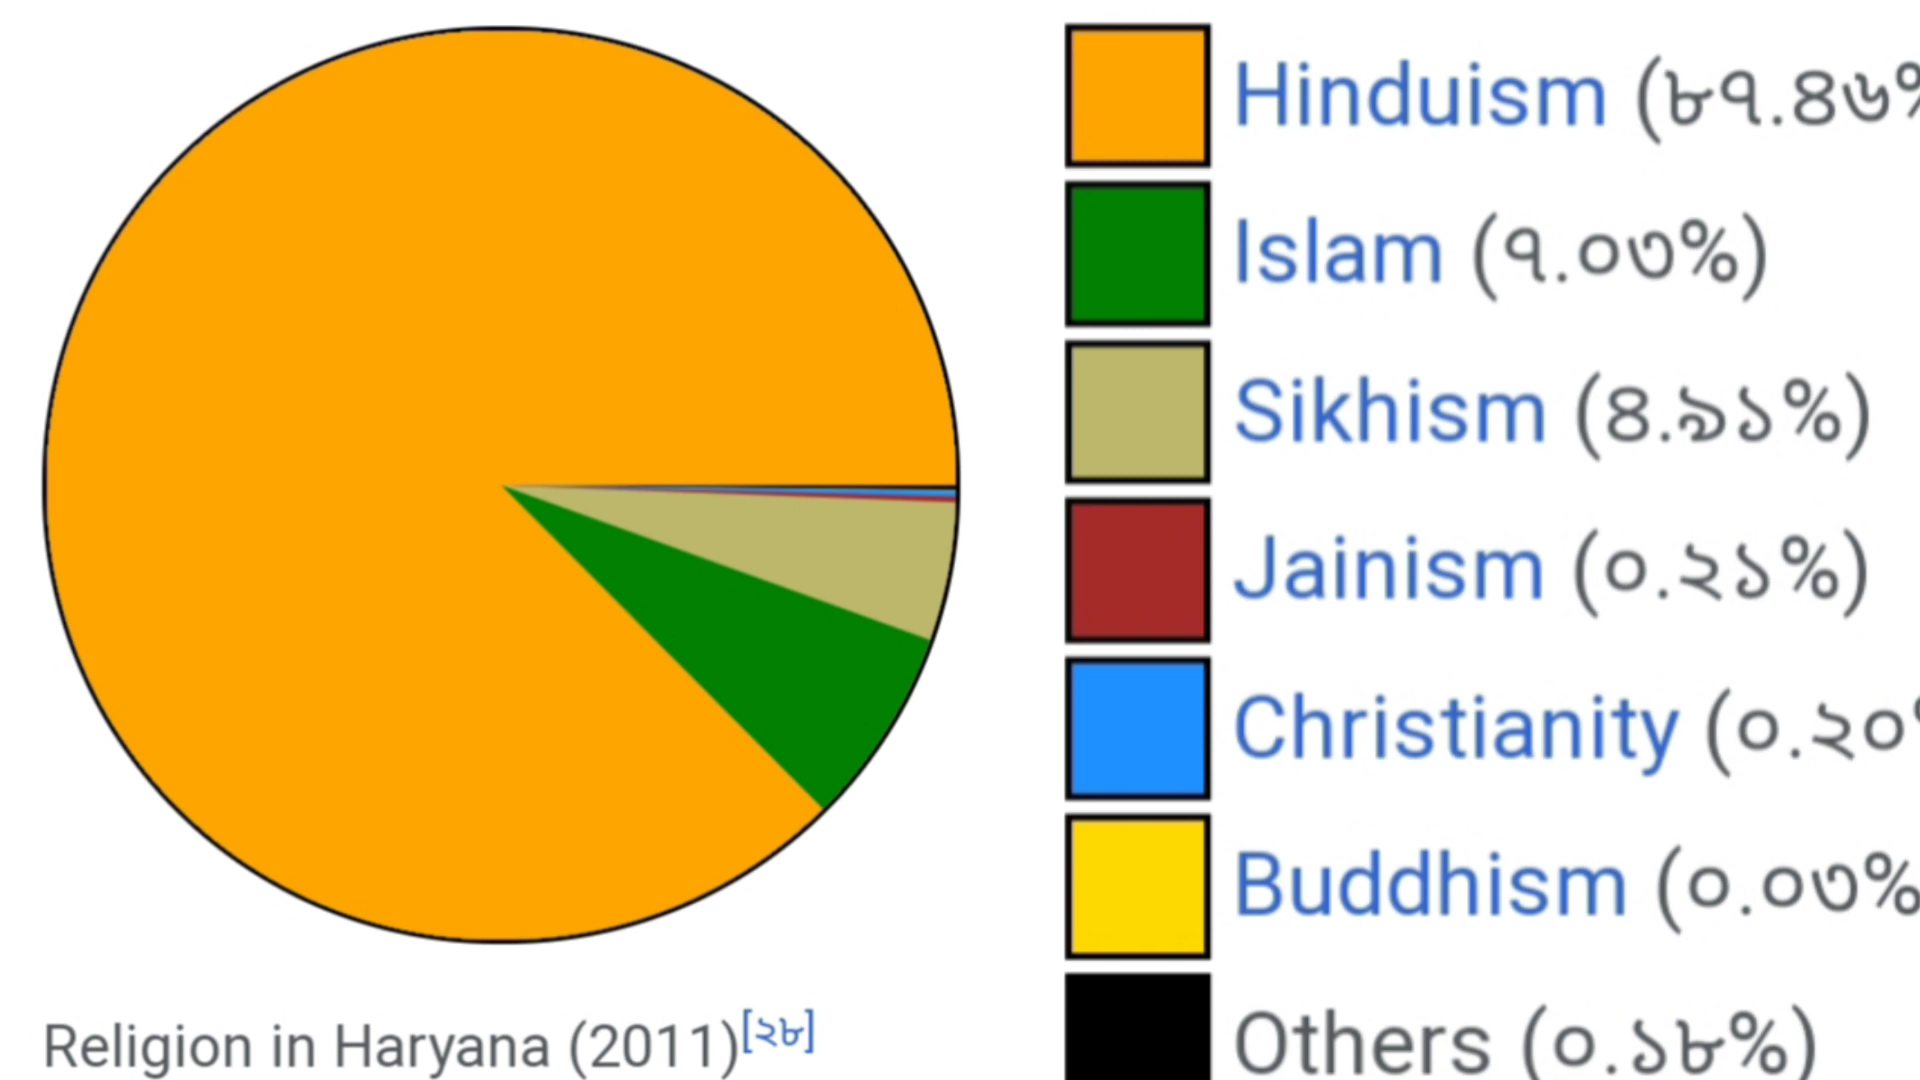 Hinduism (৮৭.৪৬%
Islam (৭.০৩%)
Sikhism (৪.৯১%)
Jainism (০.২১%)
Christianity (০.২০%
Buddhism (০.০৩%
Others (০.১৮%)
Religion in Haryana (2011)[২৮]